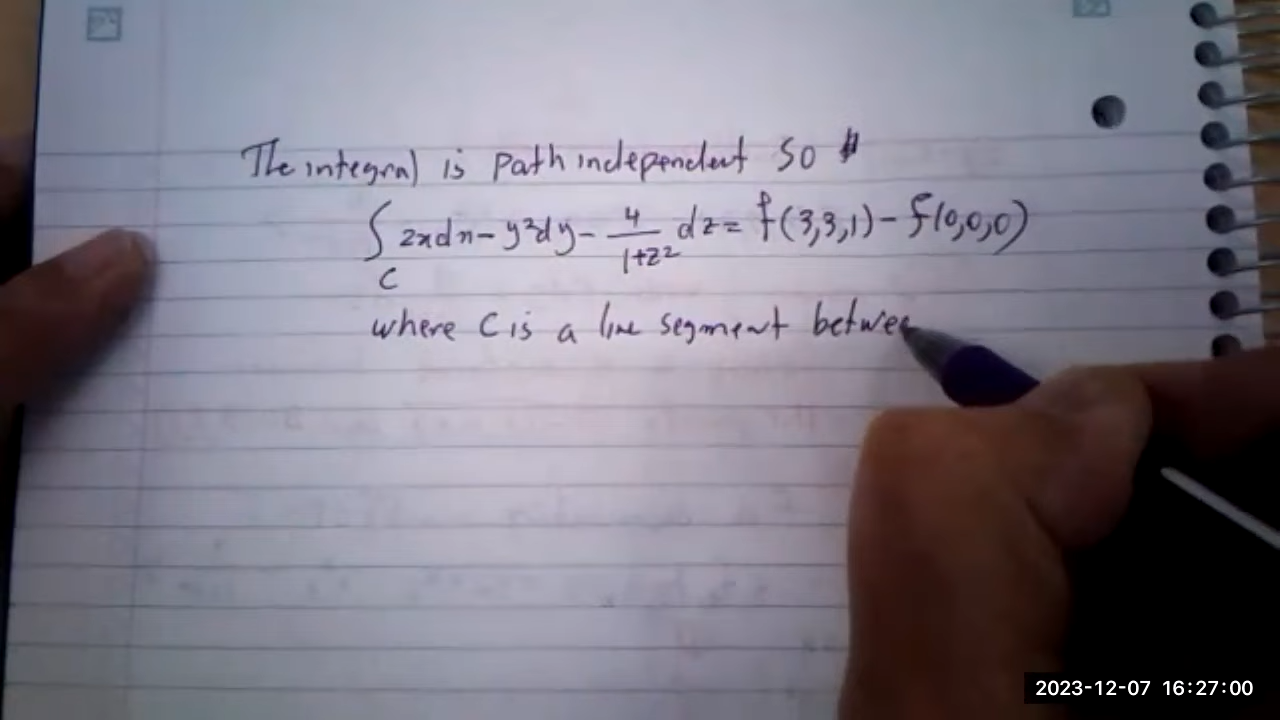 The integral is path independent so
∫_C 2xdx - y²dy - 4/(1+z²) dz = f(3,3,1) - f(0,0,0)
where C is a line segment betwee
2023-12-07 16:27:00